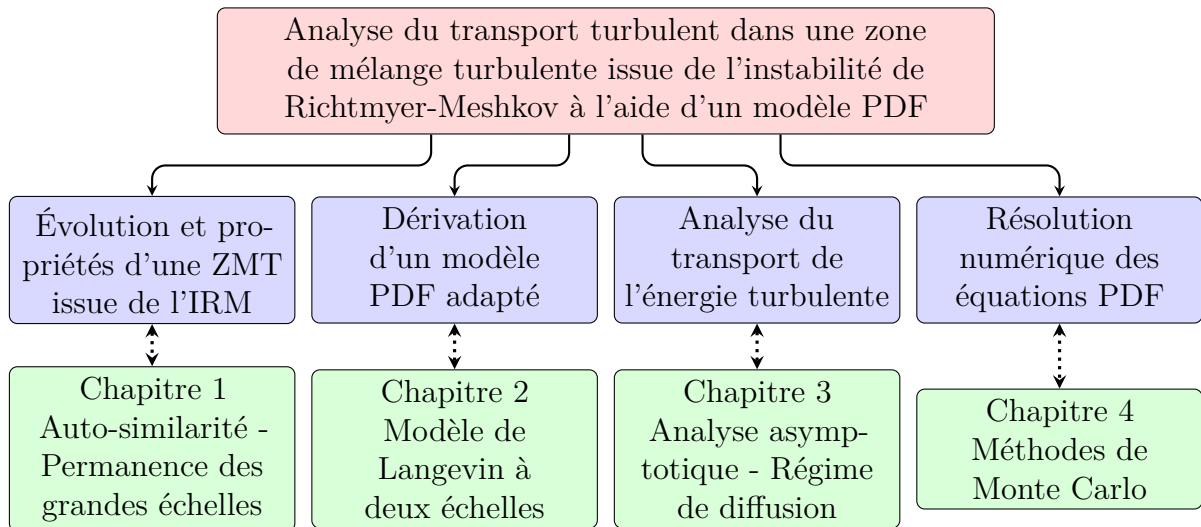 Analyse du transport turbulent dans une zone
de mélange turbulente issue de l'instabilité de
Richtmyer-Meshkov à l'aide d'un modèle PDF
Évolution et pro-
priétés d'une ZMT
issue de l'IRM
Dérivation
d'un modèle
PDF adapté
Analyse du
transport de
l'énergie turbulente
Résolution
numérique des
équations PDF
Chapitre 1
Auto-similarité -
Permanence des
grandes échelles
Chapitre 2
Modèle de
Langevin à
deux échelles
Chapitre 3
Analyse asymp-
totique - Régime
de diffusion
Chapitre 4
Méthodes de
Monte Carlo